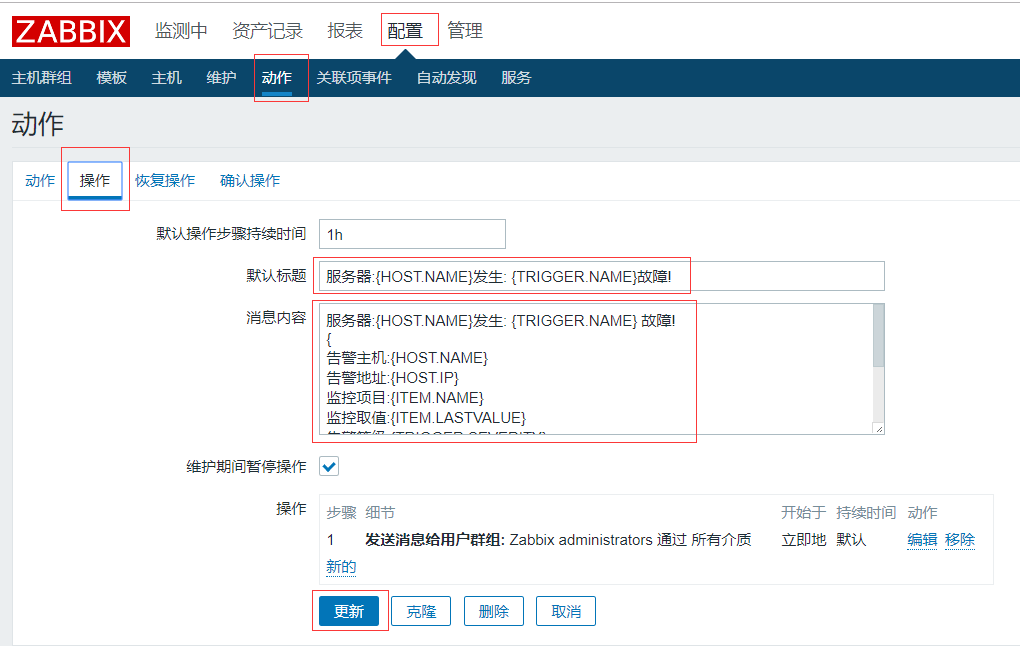 ZABBIX 监测中 资产记录 报表 配置 管理
主机群组 模板 主机 维护 动作 关联项事件 自动发现 服务
动作
动作 操作 恢复操作 确认操作
默认操作步骤持续时间 1h
默认标题 服务器:{HOST.NAME}发生: {TRIGGER.NAME}故障!
消息内容 服务器:{HOST.NAME}发生: {TRIGGER.NAME} 故障!
{
告警主机:{HOST.NAME}
告警地址:{HOST.IP}
监控项目:{ITEM.NAME}
监控取值:{ITEM.LASTVALUE}
告警等级:{TRIGGER.SEVERITY}
维护期间暂停操作
操作 步骤 细节 开始于 持续时间 动作
1 发送消息给用户群组: Zabbix administrators 通过 所有介质 立即地 默认 编辑 移除
新的
更新 克隆 删除 取消